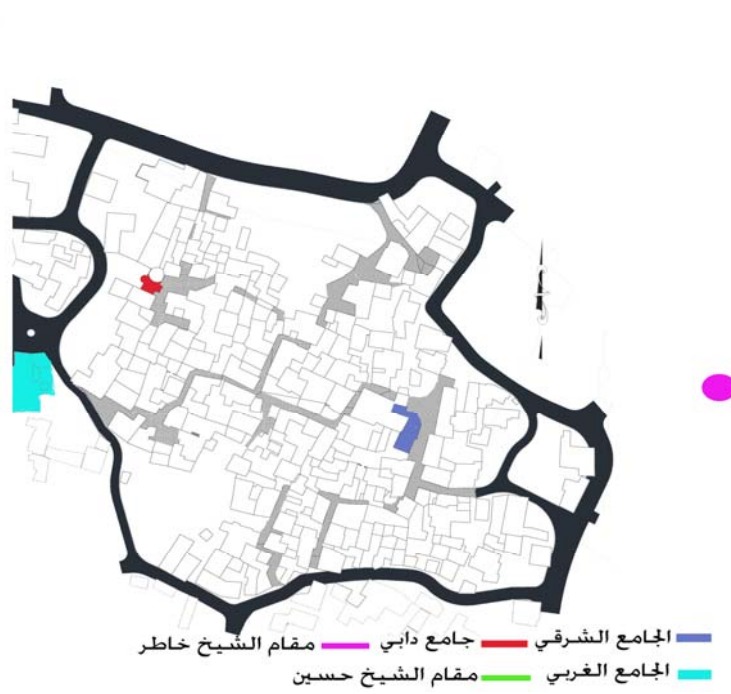 الجامع الشرقي جامع دابي مقام الشيخ خاطر
الجامع الغربي مقام الشيخ حسين